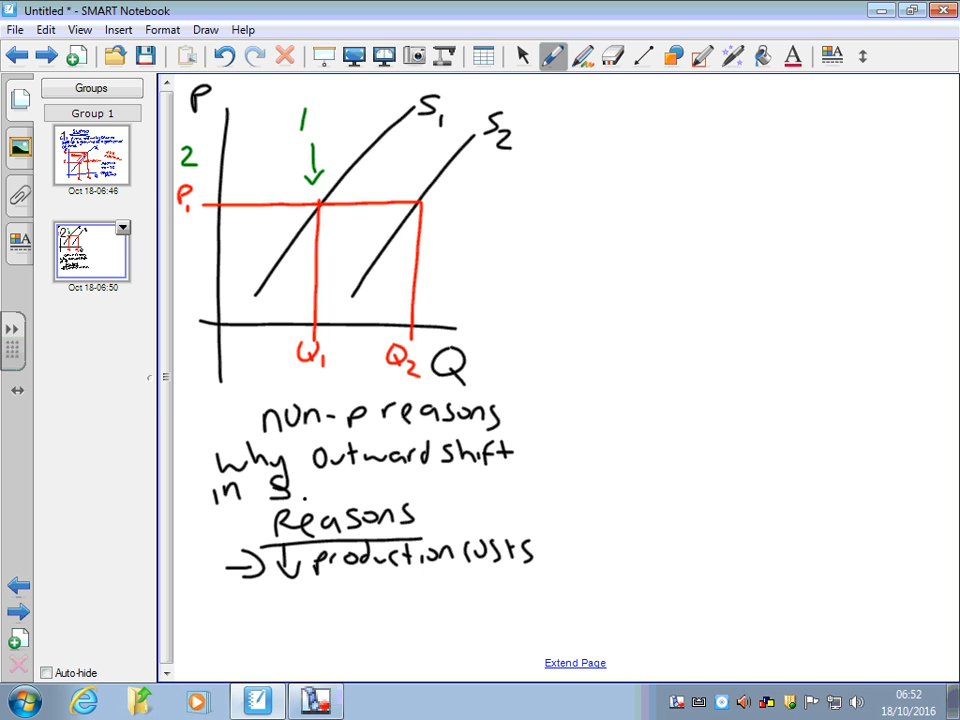 Untitled * - SMART Notebook
File Edit View Insert Format Draw Help
Groups
Group 1
Oct 18-06:46
Oct 18-06:50
Auto-hide
P
1
S1
S2
2
P1
Q1
Q2
Q
non-p reasons
why outward shift
in S.
Reasons
→ ↓ production costs
Extend Page
06:52
18/10/2016